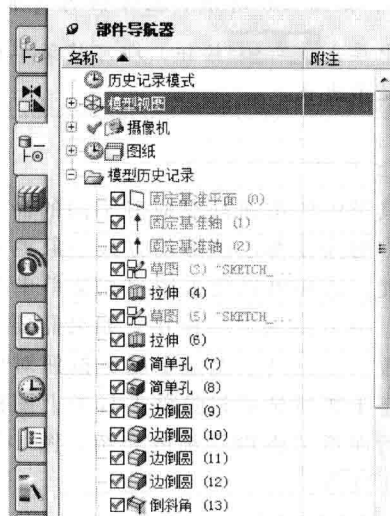 部件导航器
名称 附注
历史记录模式
模型视图
摄像机
图纸
模型历史记录
固定基准平面 (0)
固定基准轴 (1)
固定基准轴 (2)
草图 (3) "SKETCH_...
拉伸 (4)
草图 (5) "SKETCH_...
拉伸 (6)
简单孔 (7)
简单孔 (8)
边倒圆 (9)
边倒圆 (10)
边倒圆 (11)
边倒圆 (12)
倒斜角 (13)